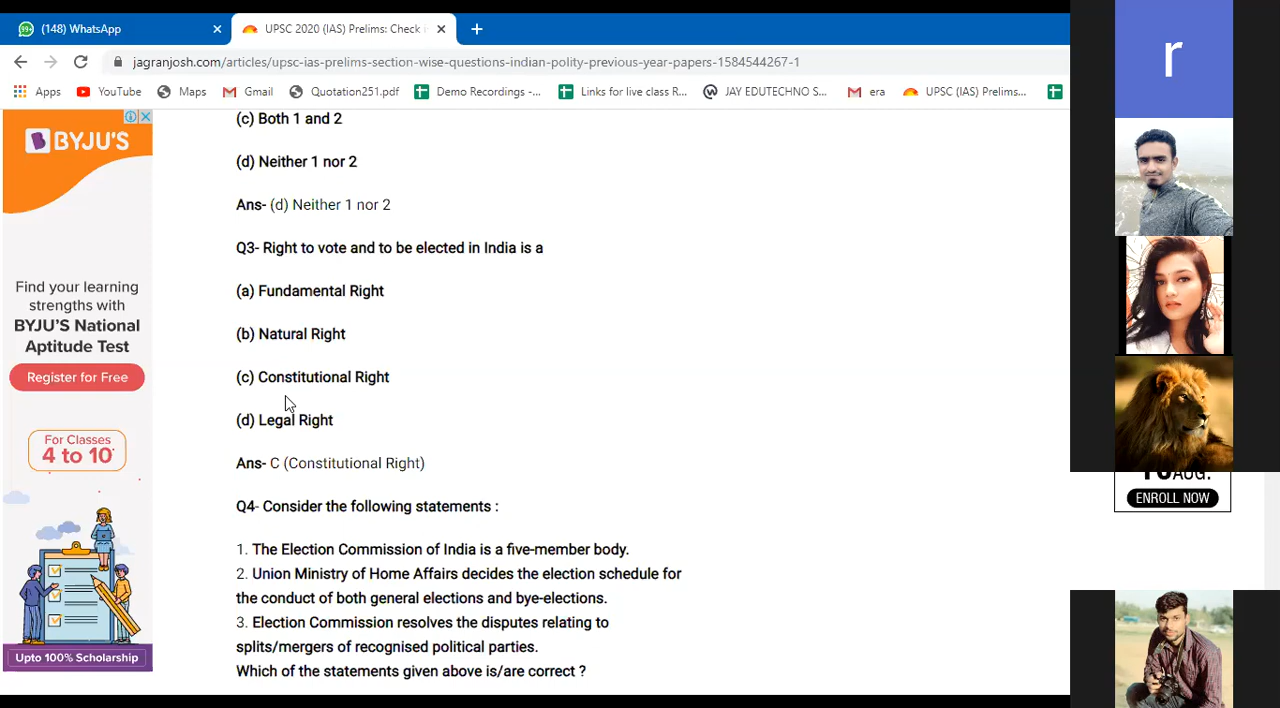 99+ (148) WhatsApp
UPSC 2020 (IAS) Prelims: Check
jagranjosh.com/articles/upsc-ias-prelims-section-wise-questions-indian-polity-previous-year-papers-1584544267-1
Apps YouTube Maps Gmail Quotation251.pdf Demo Recordings -... Links for live class R... JAY EDUTECHNO S... era UPSC (IAS) Prelims...
BYJU'S
Find your learning
strengths with
BYJU'S National
Aptitude Test
Register for Free
For Classes
4 to 10*
Upto 100% Scholarship
(c) Both 1 and 2
(d) Neither 1 nor 2
Ans- (d) Neither 1 nor 2
Q3- Right to vote and to be elected in India is a
(a) Fundamental Right
(b) Natural Right
(c) Constitutional Right
(d) Legal Right
Ans- C (Constitutional Right)
Q4- Consider the following statements :
1. The Election Commission of India is a five-member body.
2. Union Ministry of Home Affairs decides the election schedule for
the conduct of both general elections and bye-elections.
3. Election Commission resolves the disputes relating to
splits/mergers of recognised political parties.
Which of the statements given above is/are correct ?
r
AUG.
ENROLL NOW